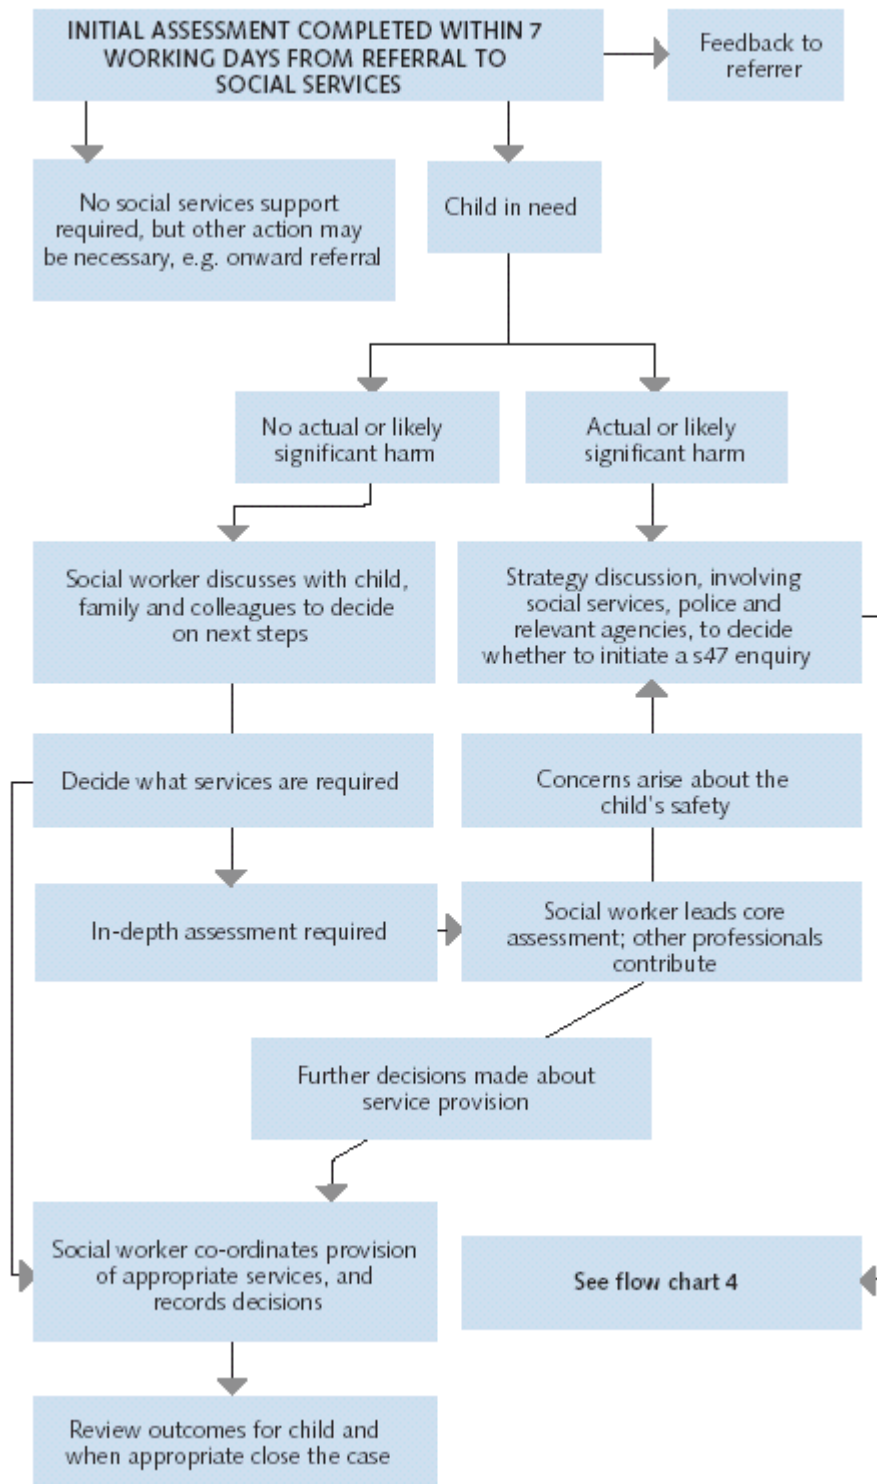 INITIAL ASSESSMENT COMPLETED WITHIN 7
WORKING DAYS FROM REFERRAL TO
SOCIAL SERVICES
Feedback to
referrer
No social services support
required, but other action may
be necessary, e.g. onward referral
Child in need
No actual or likely
significant harm
Actual or likely
significant harm
Social worker discusses with child,
family and colleagues to decide
on next steps
Strategy discussion, involving
social services, police and
relevant agencies, to decide
whether to initiate a s47 enquiry
Decide what services are required
Concerns arise about the
child's safety
In-depth assessment required
Social worker leads core
assessment; other professionals
contribute
Further decisions made about
service provision
Social worker co-ordinates provision
of appropriate services, and
records decisions
See flow chart 4
Review outcomes for child and
when appropriate close the case